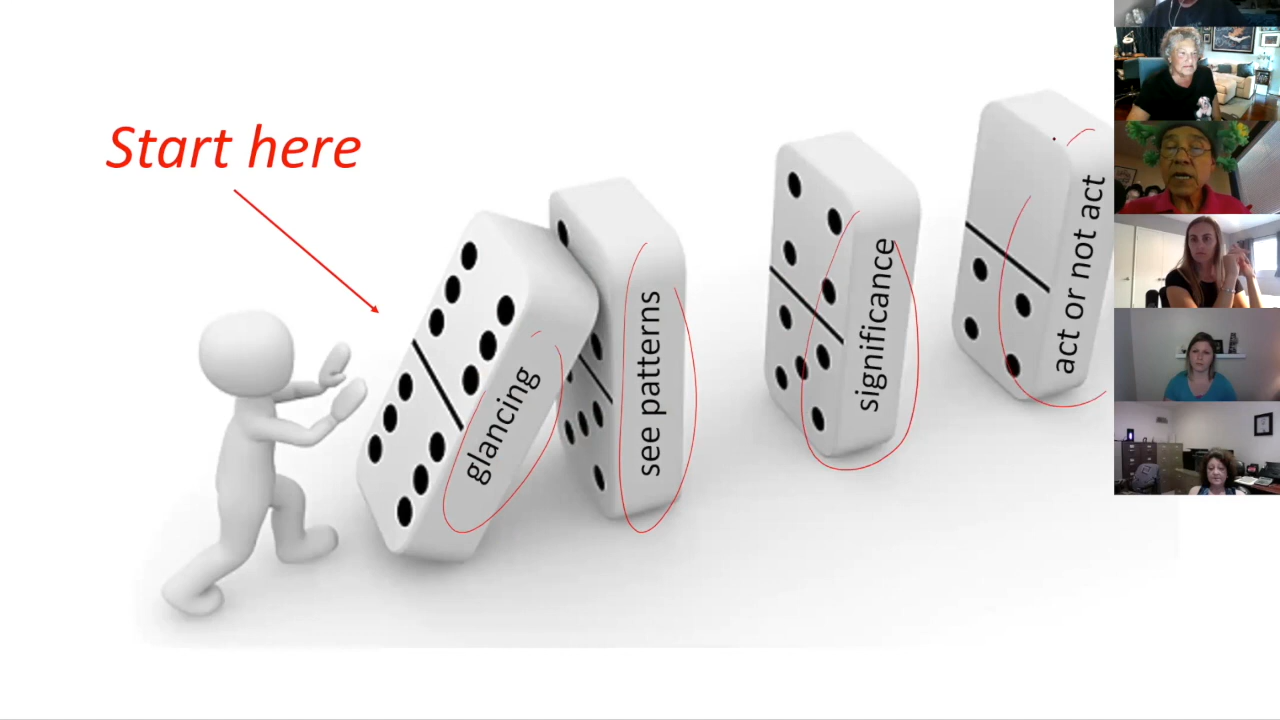 Start here
glancing
see patterns
significance
act or not act